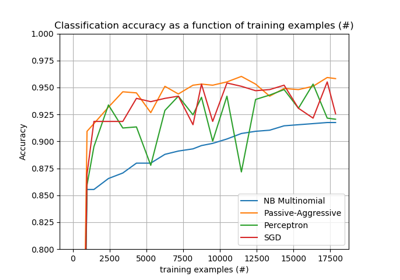 Classification accuracy as a function of training examples (#)
1.000
0.975
0.950
0.925
0.900
0.875
0.850
0.825
0.800
Accuracy
0 2500 5000 7500 10000 12500 15000 17500
training examples (#)
NB Multinomial
Passive-Aggressive
Perceptron
SGD